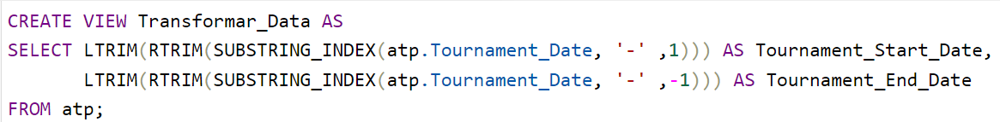 CREATE VIEW Transformar_Data AS
SELECT LTRIM(RTRIM(SUBSTRING_INDEX(atp.Tournament_Date, '-' ,1))) AS Tournament_Start_Date,
       LTRIM(RTRIM(SUBSTRING_INDEX(atp.Tournament_Date, '-' ,-1))) AS Tournament_End_Date
FROM atp;